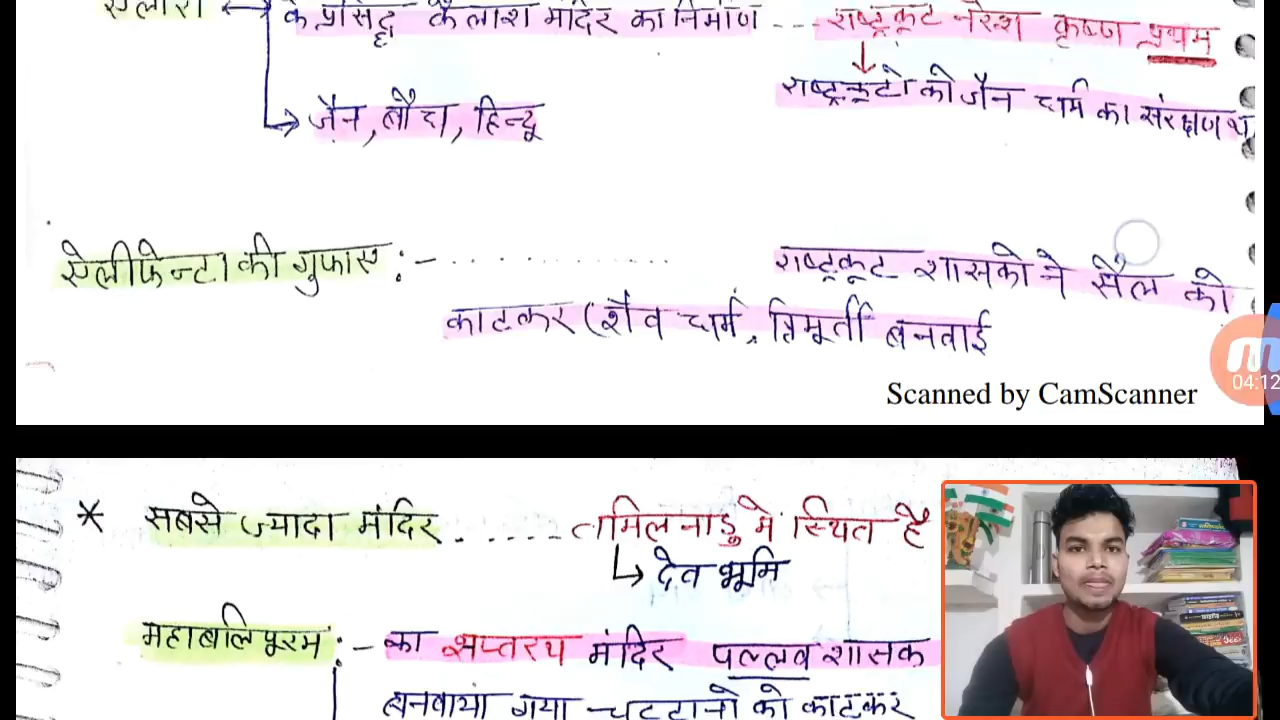 एलोरा के प्रसिद्ध कैलाश मंदिर का निर्माण --- राष्ट्रकूट नरेश कृष्ण प्रथम
राष्ट्रकूटो को जैन धर्म का संरक्षण था
जैन, बौद्ध, हिन्दू
ऐलीफेन्टा की गुफाए :- ............. राष्ट्रकूट शासको ने सैल को
काटकर (शैव धर्म, त्रिमूर्ती बनवाई
04:12
Scanned by CamScanner
* सबसे ज्यादा मंदिर ...... तमिलनाडु मे स्थित है
देव भूमि
महाबलिपूरम :- का सप्तरथ मंदिर पल्लव शासक
बनवाया गया चट्टानो को काटकर